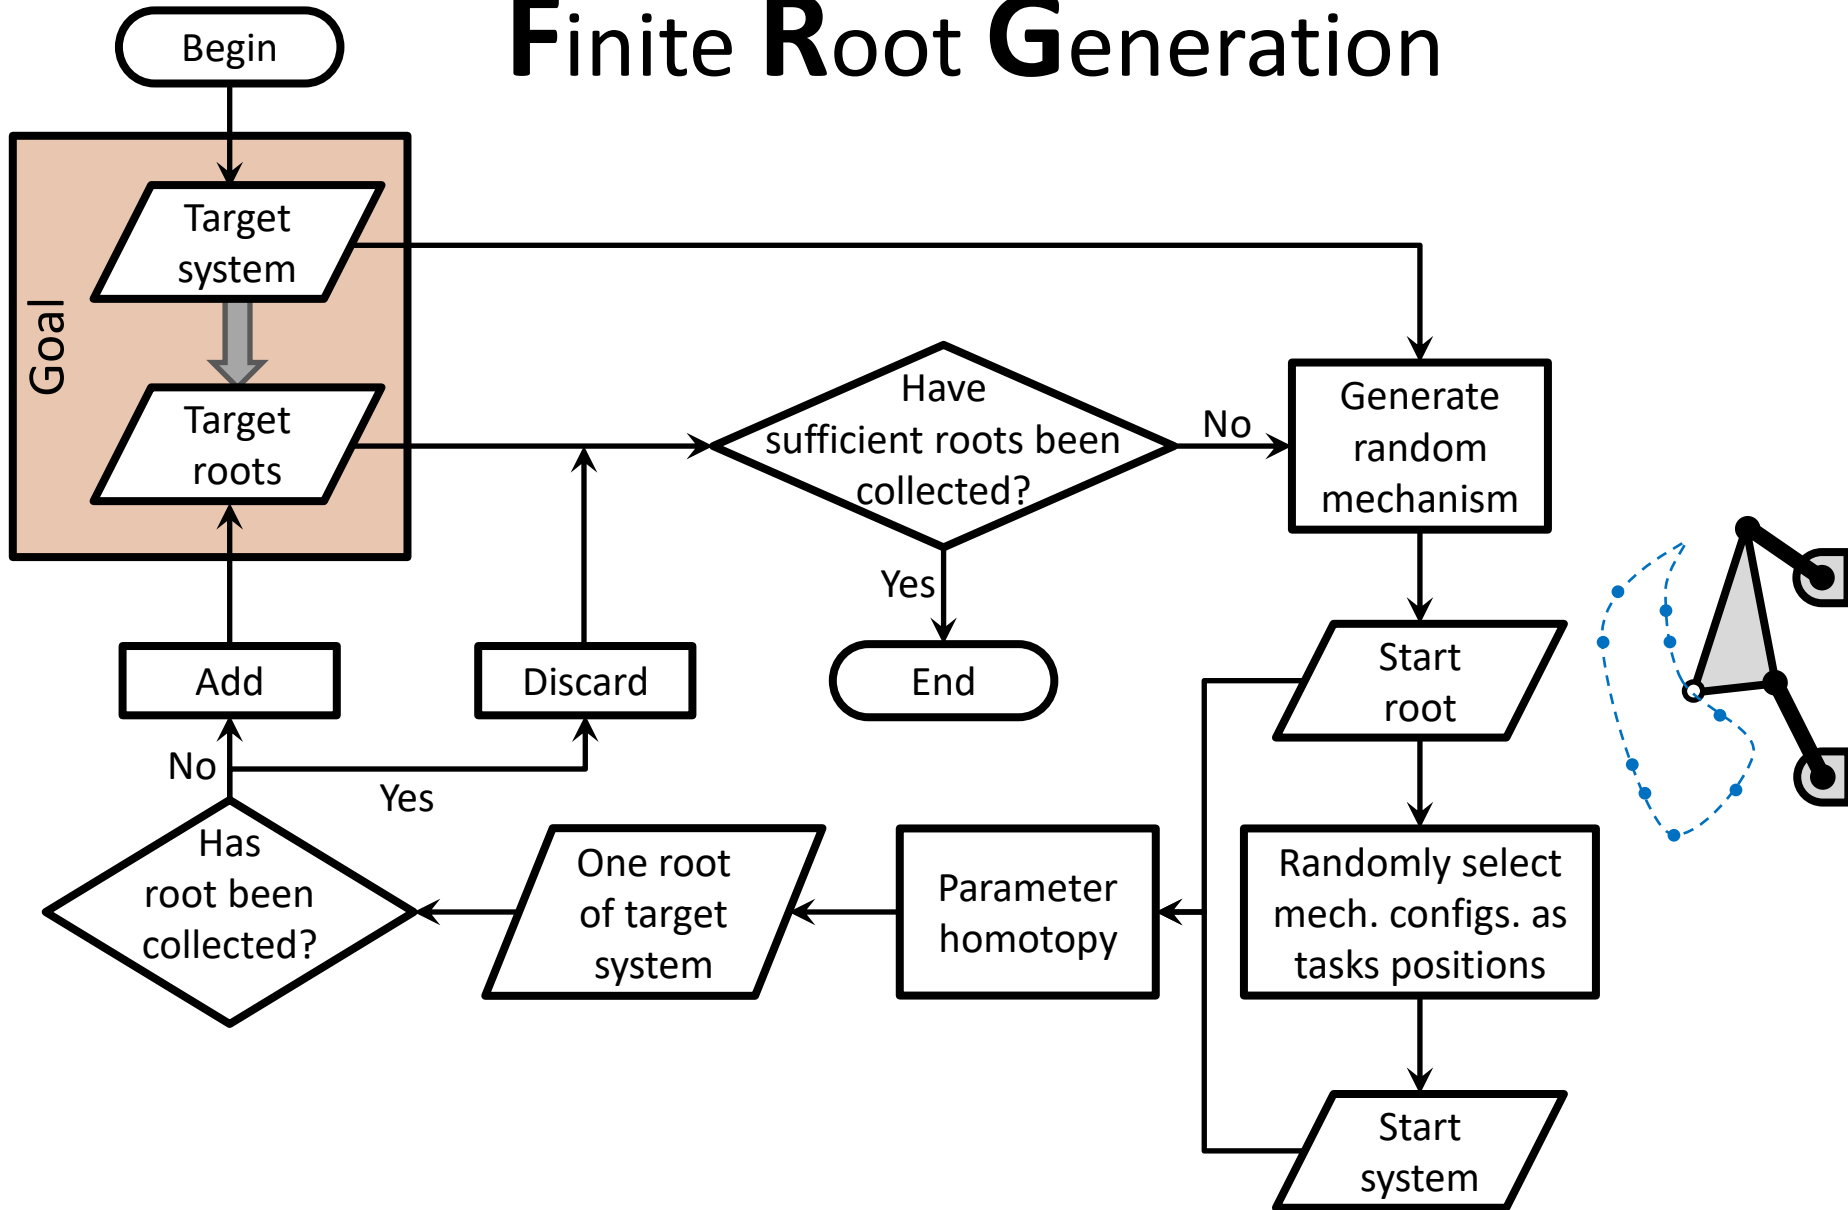 Finite Root Generation
Begin
Goal
Target
system
Target
roots
Have
sufficient roots been
collected?
No
Yes
Generate
random
mechanism
Add
Discard
End
Start
root
No
Yes
Has
root been
collected?
One root
of target
system
Parameter
homotopy
Randomly select
mech. configs. as
tasks positions
Start
system